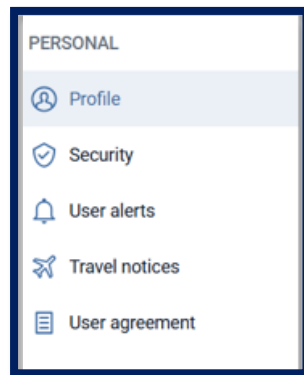 PERSONAL
Profile
Security
User alerts
Travel notices
User agreement